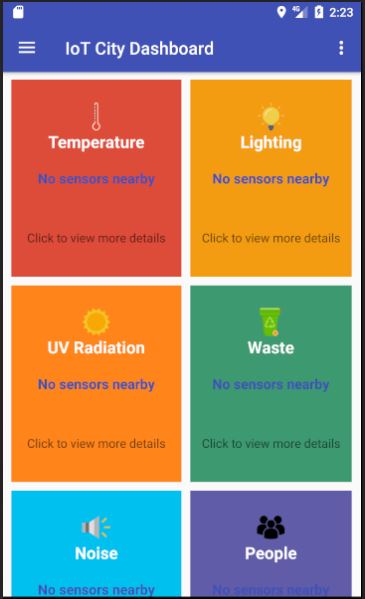 4G 2:23
IoT City Dashboard
Temperature
No sensors nearby
Click to view more details
Lighting
No sensors nearby
Click to view more details
UV Radiation
No sensors nearby
Click to view more details
Waste
No sensors nearby
Click to view more details
Noise
No sensors nearby
People
No sensors nearby